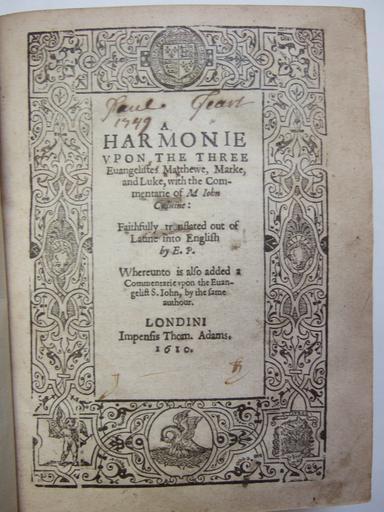 Paul
1749
A
HARMONIE
VPON THE THREE
Euangelistes Matthewe, Marke,
and Luke, with the Com-
mentarie of M Iohn
Caluine:
Faithfully translated out of
Latine into English
by E. P.
Whereunto is also added a
Commentarie vpon the Euan-
gelist S. Iohn, by the same
authour.
LONDINI
Impensis Thom. Adams.
1610.